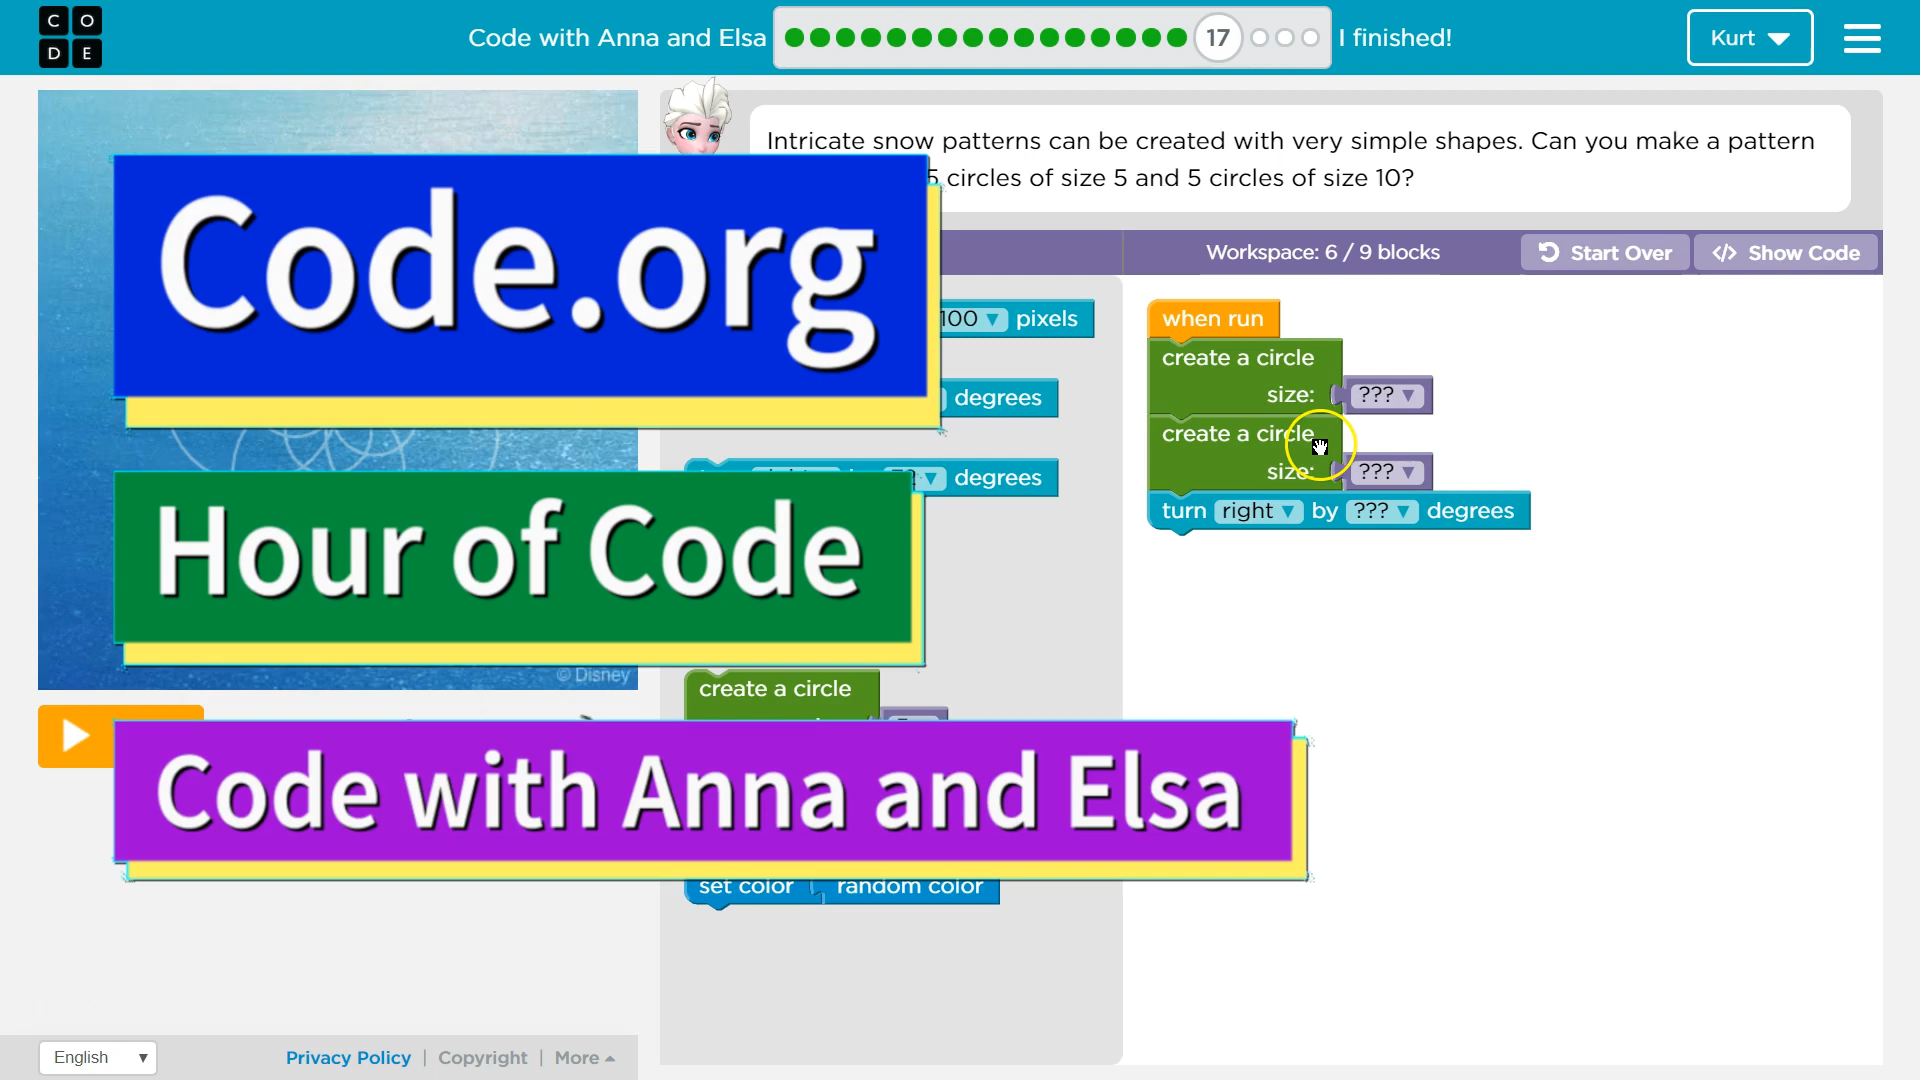 C O
D E
Code with Anna and Elsa
17
I finished!
Kurt
Intricate snow patterns can be created with very simple shapes. Can you make a pattern
5 circles of size 5 and 5 circles of size 10?
Workspace: 6 / 9 blocks
Start Over
</> Show Code
100 pixels
degrees
degrees
create a circle
set color random color
when run
create a circle
size: ???
create a circle
size: ???
turn right by ??? degrees
Code.org
Hour of Code
Code with Anna and Elsa
© Disney
English
Privacy Policy | Copyright | More